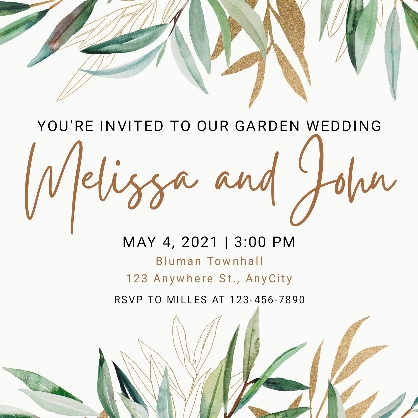 YOU'RE INVITED TO OUR GARDEN WEDDING
Melissa and John
MAY 4, 2021 | 3:00 PM
Bluman Townhall
123 Anywhere St., AnyCity
RSVP TO MILLES AT 123-456-7890